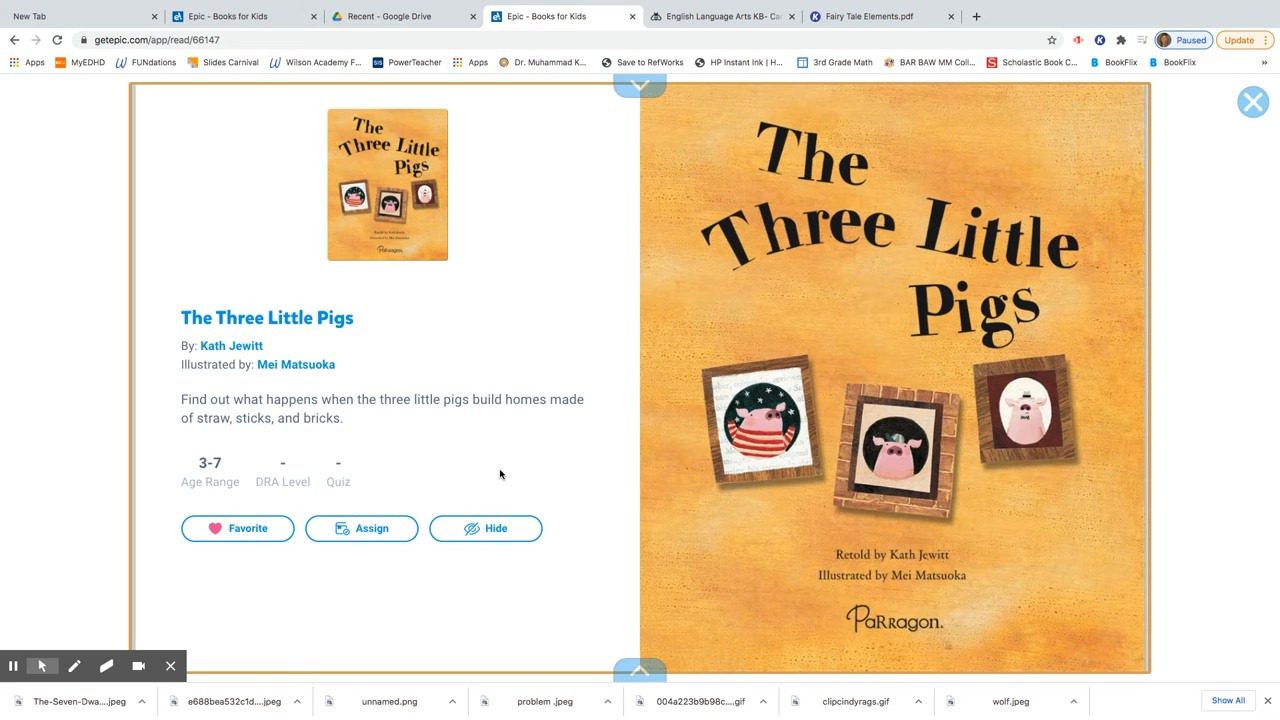 New Tab
Epic - Books for Kids
Recent - Google Drive
Epic - Books for Kids
English Language Arts KB- Ca
Fairy Tale Elements.pdf
getepic.com/app/read/66147
Paused
Update
Apps
MyEDHD
FUNdations
Slides Carnival
Wilson Academy F...
PowerTeacher
Apps
Dr. Muhammad K...
Save to RefWorks
HP Instant Ink | H...
3rd Grade Math
BAR BAW MM Coll...
Scholastic Book C...
BookFlix
BookFlix
»
The
Three Little
Pigs
The
Three Little
Pigs
Retold by Kath Jewitt
Illustrated by Mei Matsuoka
PaRragon.
The Three Little Pigs
By: Kath Jewitt
Illustrated by: Mei Matsuoka
Find out what happens when the three little pigs build homes made
of straw, sticks, and bricks.
3-7 - -
Age Range DRA Level Quiz
Favorite
Assign
Hide
The-Seven-Dwa....jpeg
e688bea532c1d....jpeg
unnamed.png
problem .jpeg
004a223b9b98c....gif
clipcindyrags.gif
wolf.jpeg
Show All